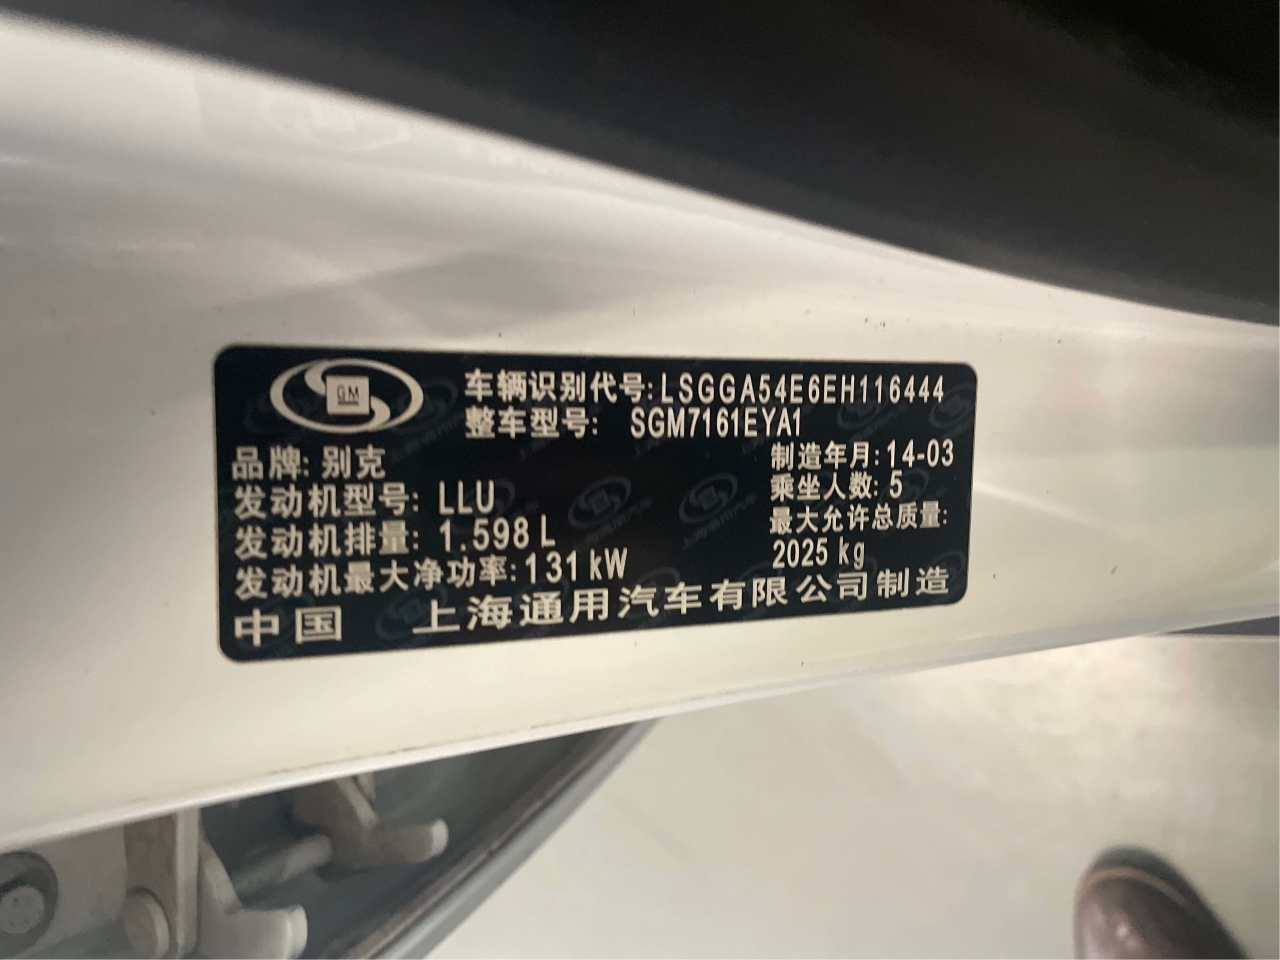 GM
车辆识别代号:LSGGA54E6EH116444
整车型号: SGM7161EYA1
品牌: 别克
制造年月:14-03
发动机型号: LLU
乘坐人数: 5
发动机排量: 1.598 L
最大允许总质量:
2025 kg
发动机最大净功率:131 kW
中国 上海通用汽车有限公司制造